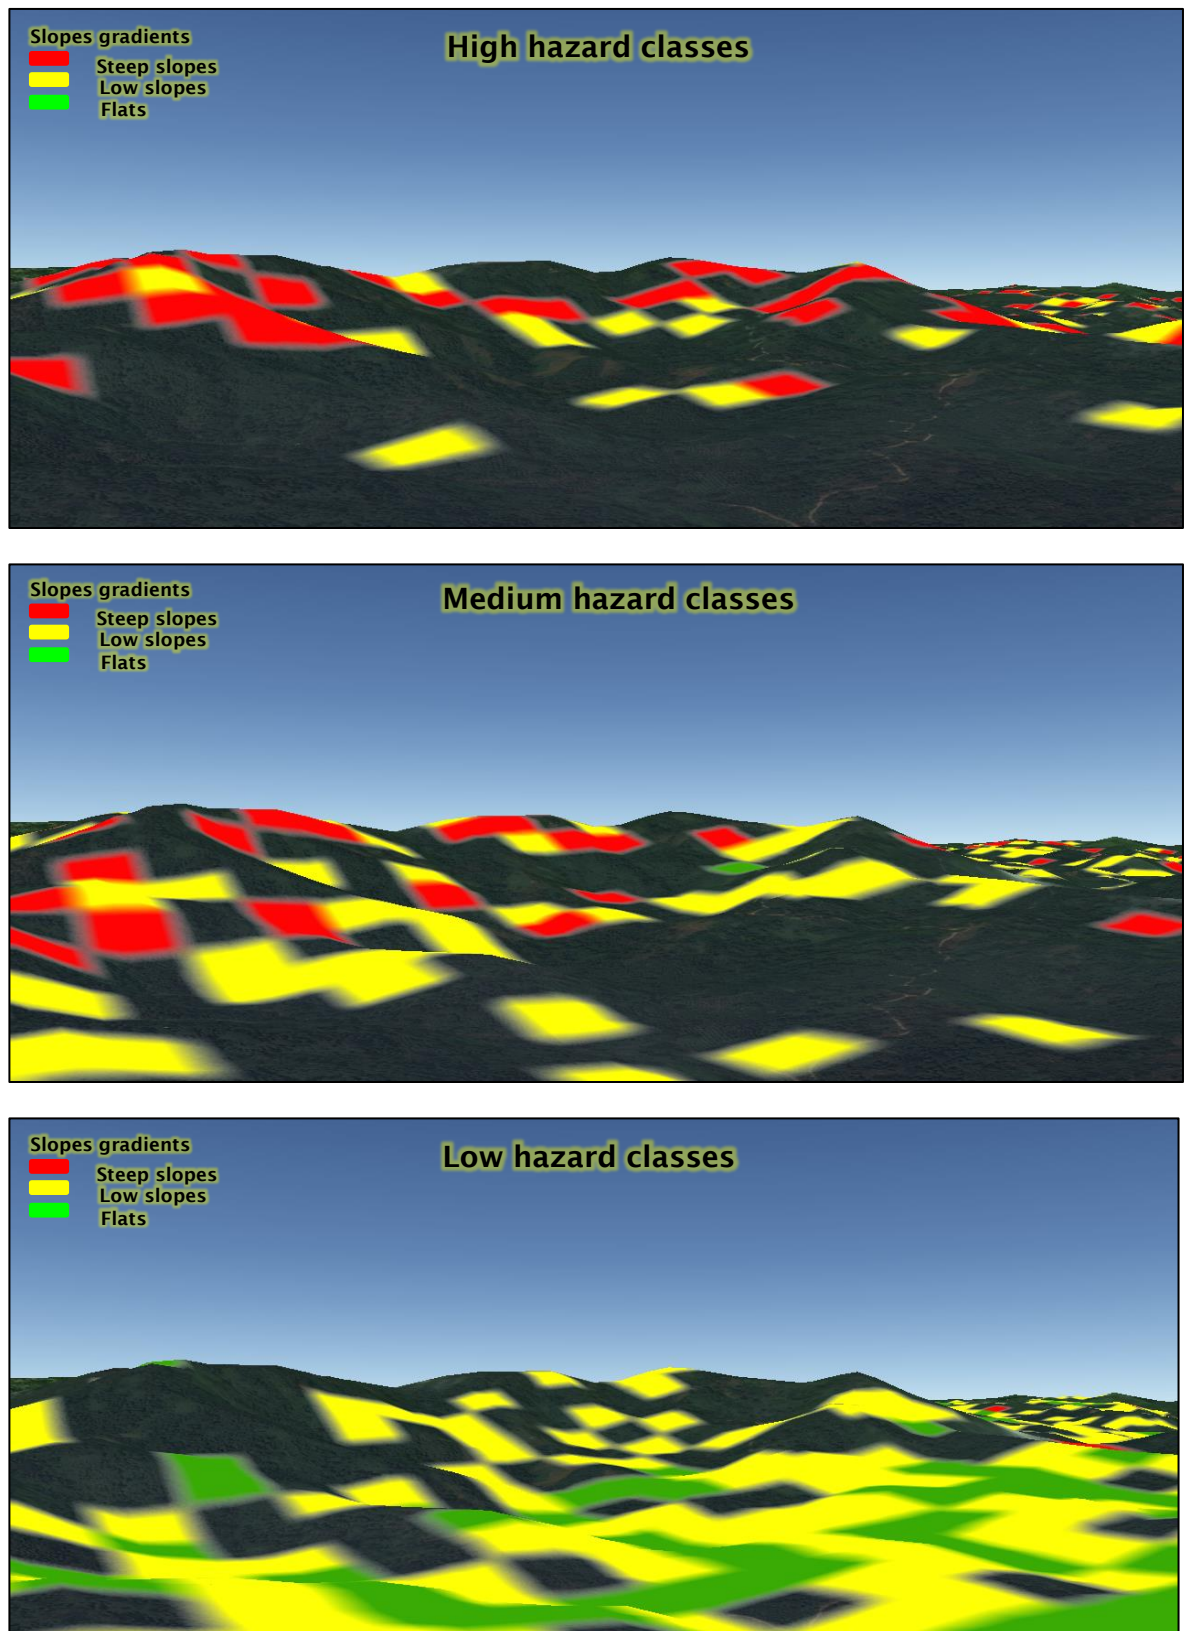 Slopes gradients
High hazard classes
Steep slopes
Low slopes
Flats
Slopes gradients
Medium hazard classes
Steep slopes
Low slopes
Flats
Slopes gradients
Low hazard classes
Steep slopes
Low slopes
Flats